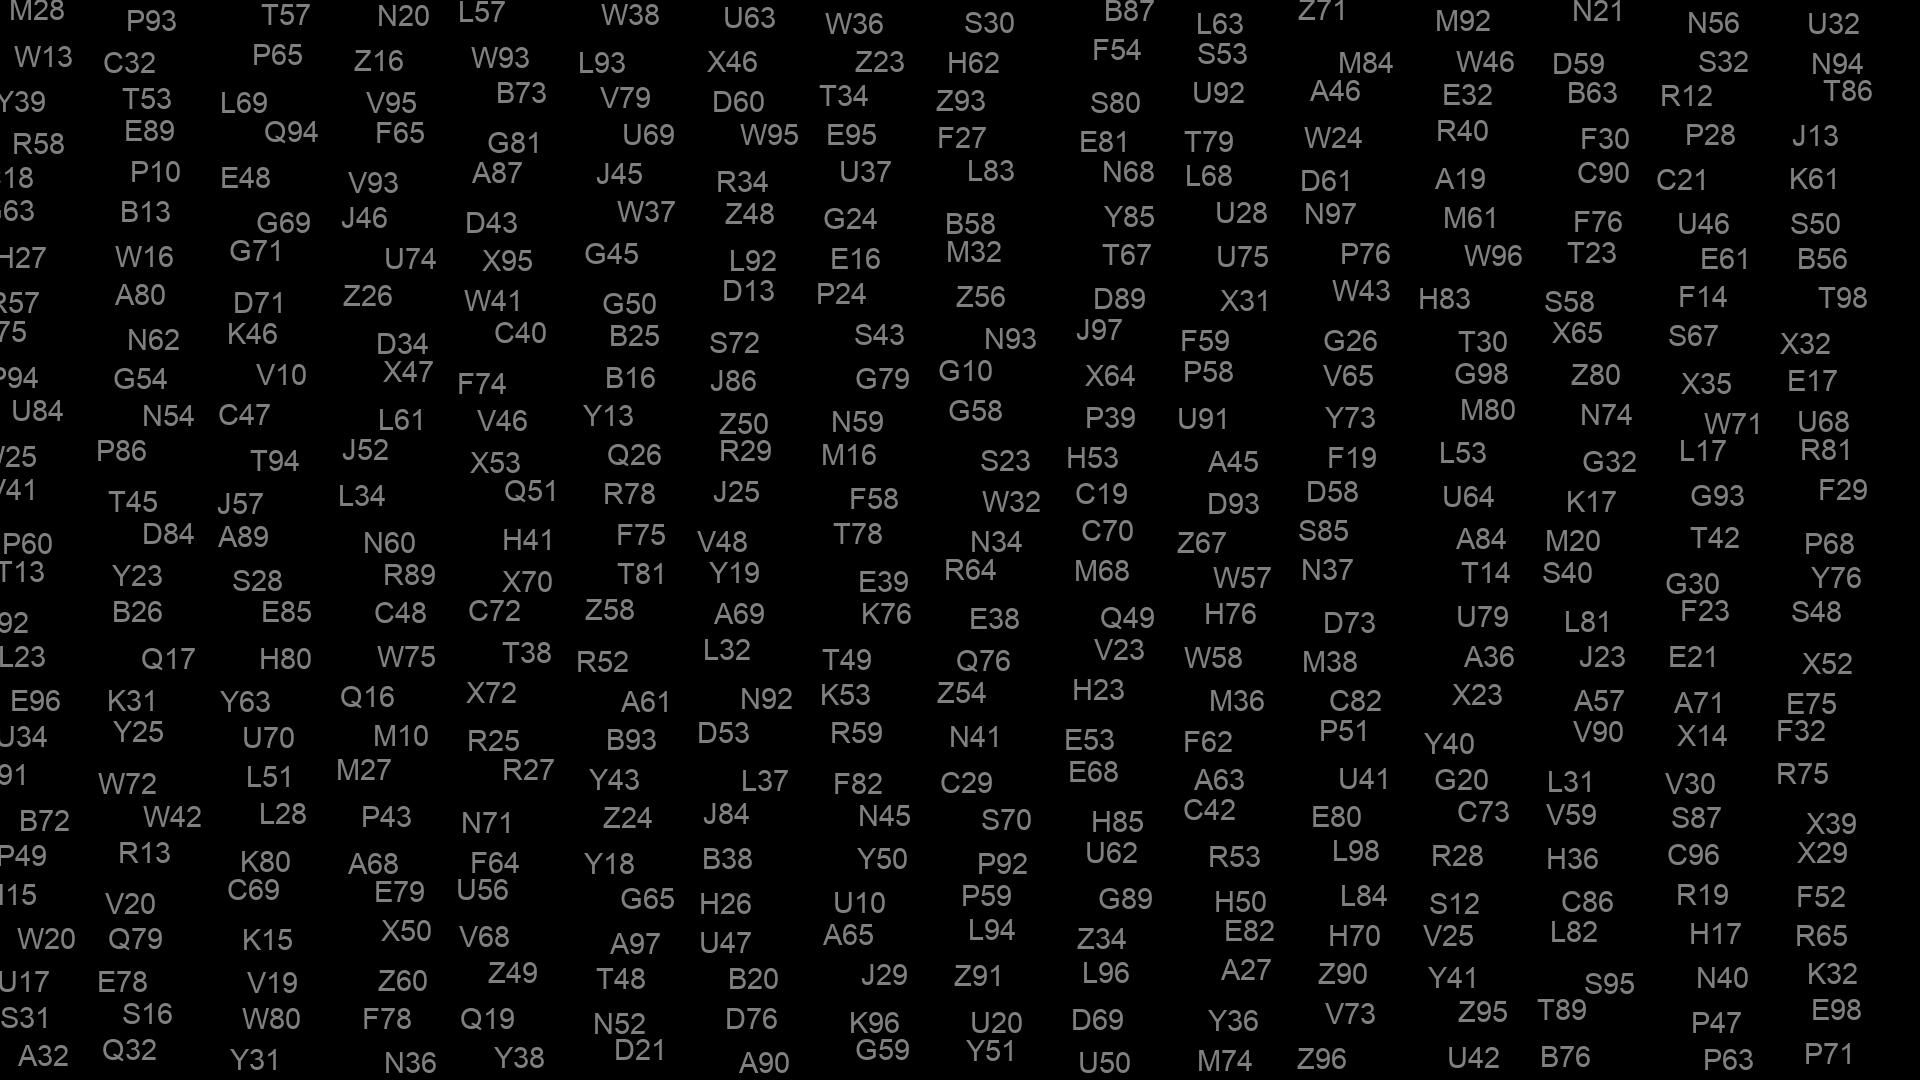 M28 P93 T57 N20 L57 W38 U63 W36 S30 B87 L63 Z71 M92 N21 N56 U32
W13 C32 P65 Z16 W93 L93 X46 Z23 H62 F54 S53 M84 W46 D59 S32 N94
Y39 T53 L69 V95 B73 V79 D60 T34 Z93 S80 U92 A46 E32 B63 R12 T86
R58 E89 Q94 F65 G81 U69 W95 E95 F27 E81 T79 W24 R40 F30 P28 J13
18 P10 E48 V93 A87 J45 R34 U37 L83 N68 L68 D61 A19 C90 C21 K61
63 B13 G69 J46 D43 W37 Z48 G24 B58 Y85 U28 N97 M61 F76 U46 S50
H27 W16 G71 U74 X95 G45 L92 E16 M32 T67 U75 P76 W96 T23 E61 B56
R57 A80 D71 Z26 W41 G50 D13 P24 Z56 D89 X31 W43 H83 S58 F14 T98
75 N62 K46 D34 C40 B25 S72 S43 N93 J97 F59 G26 T30 X65 S67 X32
P94 G54 V10 X47 F74 B16 J86 G79 G10 X64 P58 V65 G98 Z80 X35 E17
U84 N54 C47 L61 V46 Y13 Z50 N59 G58 P39 U91 Y73 M80 N74 W71 U68
25 P86 T94 J52 X53 Q26 R29 M16 S23 H53 A45 F19 L53 G32 L17 R81
41 T45 J57 L34 Q51 R78 J25 F58 W32 C19 D93 D58 U64 K17 G93 F29
P60 D84 A89 N60 H41 F75 V48 T78 N34 C70 Z67 S85 A84 M20 T42 P68
T13 Y23 S28 R89 X70 T81 Y19 E39 R64 M68 W57 N37 T14 S40 G30 Y76
92 B26 E85 C48 C72 Z58 A69 K76 E38 Q49 H76 D73 U79 L81 F23 S48
L23 Q17 H80 W75 T38 R52 L32 T49 Q76 V23 W58 M38 A36 J23 E21 X52
E96 K31 Y63 Q16 X72 A61 N92 K53 Z54 H23 M36 C82 X23 A57 A71 E75
U34 Y25 U70 M10 R25 B93 D53 R59 N41 E53 F62 P51 Y40 V90 X14 F32
91 W72 L51 M27 R27 Y43 L37 F82 C29 E68 A63 U41 G20 L31 V30 R75
B72 W42 L28 P43 N71 Z24 J84 N45 S70 H85 C42 E80 C73 V59 S87 X39
P49 R13 K80 A68 F64 Y18 B38 Y50 P92 U62 R53 L98 R28 H36 C96 X29
15 V20 C69 E79 U56 G65 H26 U10 P59 G89 H50 L84 S12 C86 R19 F52
W20 Q79 K15 X50 V68 A97 U47 A65 L94 Z34 E82 H70 V25 L82 H17 R65
U17 E78 V19 Z60 Z49 T48 B20 J29 Z91 L96 A27 Z90 Y41 S95 N40 K32
S31 S16 W80 F78 Q19 N52 D76 K96 U20 D69 Y36 V73 Z95 T89 P47 E98
A32 Q32 Y31 N36 Y38 D21 A90 G59 Y51 U50 M74 Z96 U42 B76 P63 P71